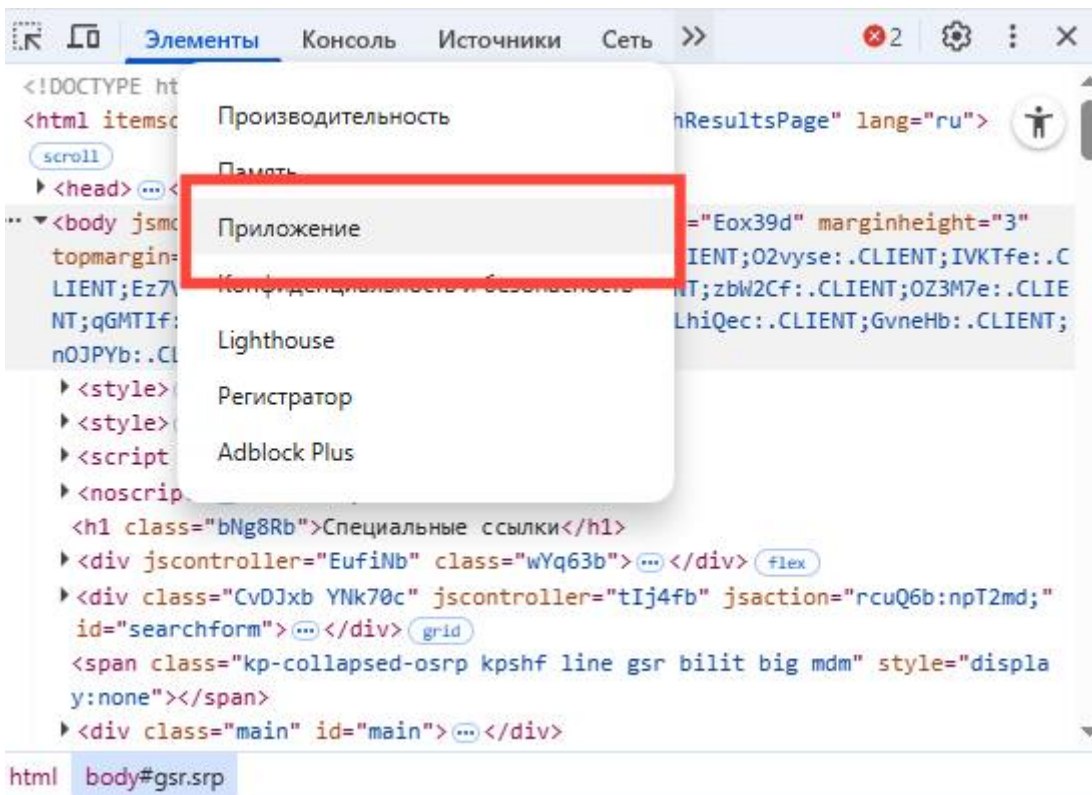 Элементы Консоль Источники Сеть 2
<!DOCTYPE ht
Производительность
<html itemsc hResultsPage" lang="ru">
scroll
Память
<head> <
Приложение
<body jsmo ="Eox39d" marginheight="3"
topmargin= IENT;O2vyse:.CLIENT;IVKTfe:.C
Конфиденциальность и безопасность
LIENT;Ez7V NT;zbW2Cf:.CLIENT;OZ3M7e:.CLIE
NT;qGMTIf: LhiQec:.CLIENT;GvneHb:.CLIENT;
Lighthouse
nOJPYb:.CL
<style>
Регистратор
<style>
<script
Adblock Plus
<noscrip
<h1 class="bNg8Rb">Специальные ссылки</h1>
<div jscontroller="EufiNb" class="wYq63b"> </div> flex
<div class="CvDJxb YNk70c" jscontroller="tIj4fb" jsaction="rcuQ6b:npT2md;"
id="searchform"> </div> grid
<span class="kp-collapsed-osrp kpshf line gsr bilit big mdm" style="displa
y:none"></span>
<div class="main" id="main"> </div>
html body#gsr.srp